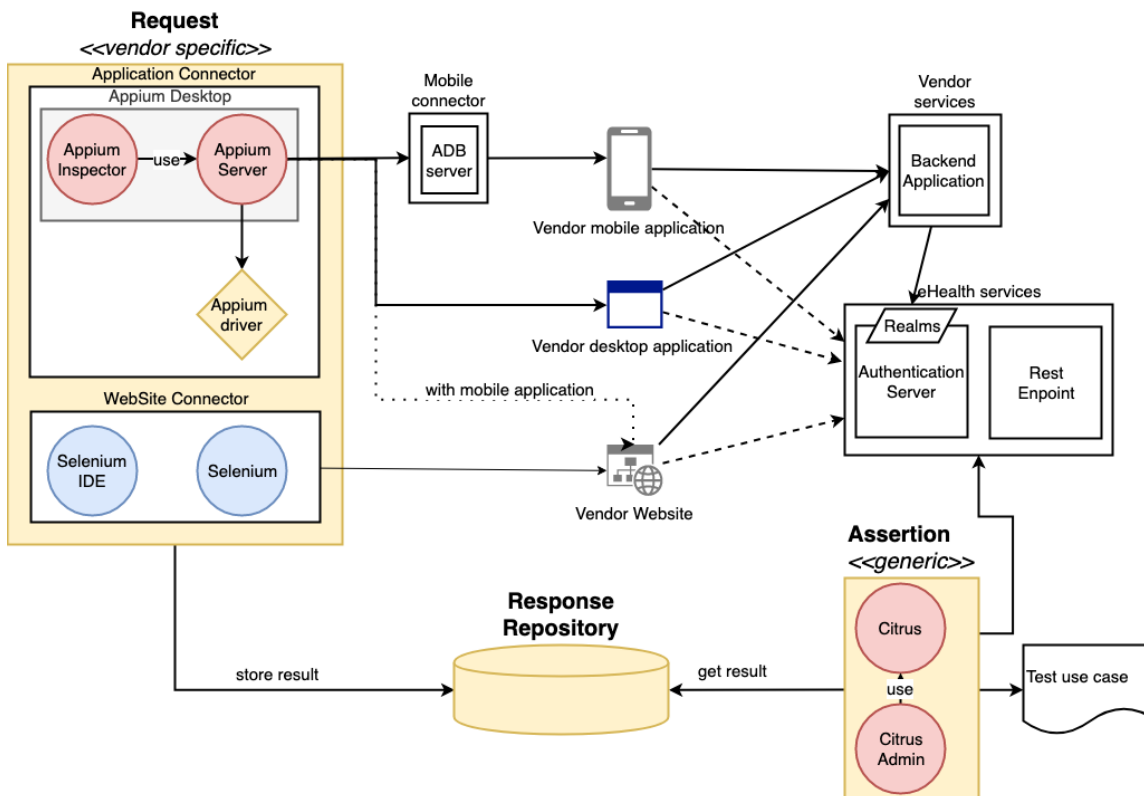 Request
<<vendor specific>>
Application Connector
Appium Desktop
Appium
Inspector
use
Appium
Server
Appium
driver
WebSite Connector
Selenium
IDE
Selenium
Mobile
connector
ADB
server
Vendor mobile application
Vendor desktop application
with mobile application
Vendor Website
Vendor
services
Backend
Application
eHealth services
Realms
Authentication
Server
Rest
Enpoint
store result
Response
Repository
get result
Assertion
<<generic>>
Citrus
use
Citrus
Admin
Test use case